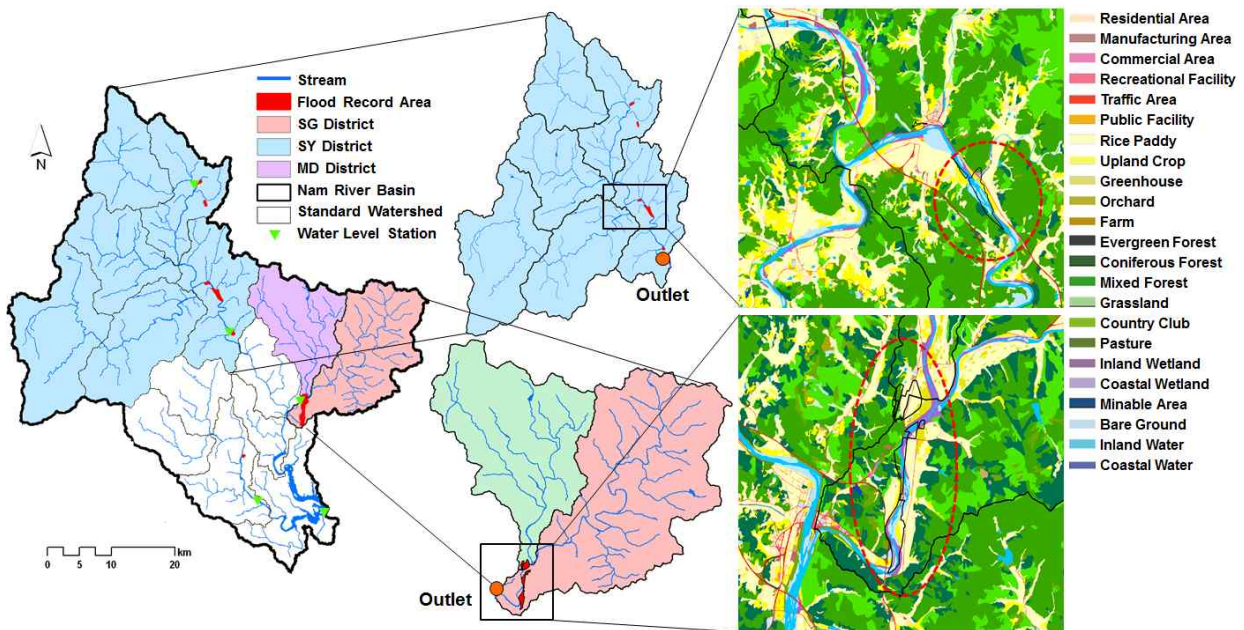 N
Stream
Flood Record Area
SG District
SY District
MD District
Nam River Basin
Standard Watershed
Water Level Station
Outlet
Outlet
0 5 10 20
km
Residential Area
Manufacturing Area
Commercial Area
Recreational Facility
Traffic Area
Public Facility
Rice Paddy
Upland Crop
Greenhouse
Orchard
Farm
Evergreen Forest
Coniferous Forest
Mixed Forest
Grassland
Country Club
Pasture
Inland Wetland
Coastal Wetland
Minable Area
Bare Ground
Inland Water
Coastal Water